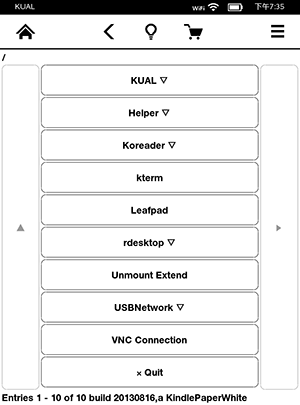 KUAL WiFi 下午7:35
/
KUAL ▽
Helper ▽
Koreader ▽
kterm
Leafpad
rdesktop ▽
Unmount Extend
USBNetwork ▽
VNC Connection
× Quit
Entries 1 - 10 of 10 build 20130816,a KindlePaperWhite